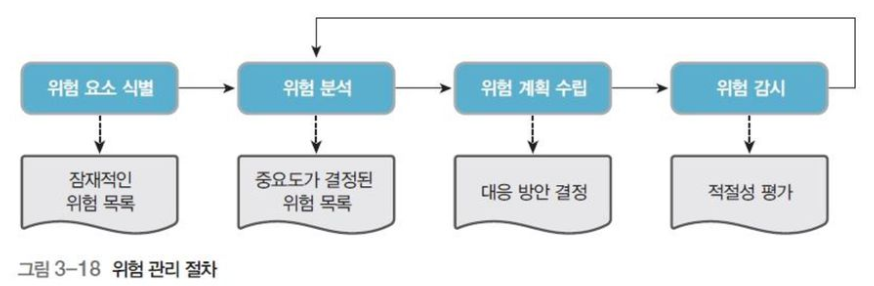 위험 요소 식별
위험 분석
위험 계획 수립
위험 감시
잠재적인
위험 목록
중요도가 결정된
위험 목록
대응 방안 결정
적절성 평가
그림 3-18 위험 관리 절차